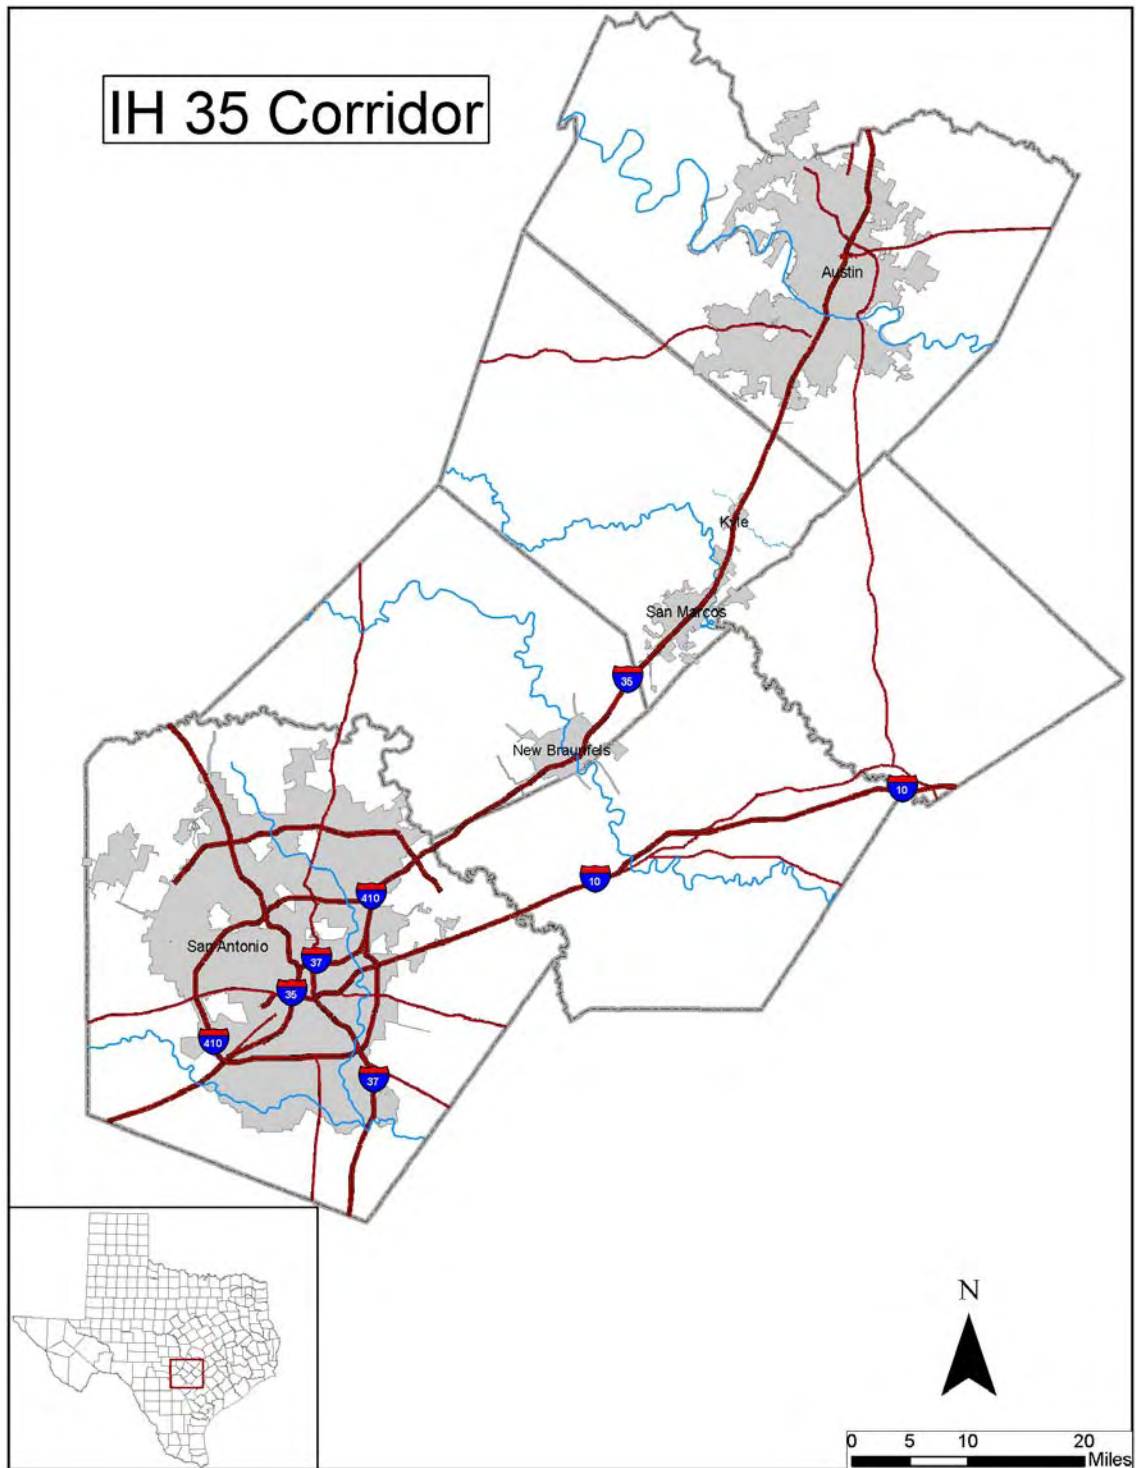 IH 35 Corridor
Austin
Kyle
San Marcos
35
New Braunfels
10
10
410
San Antonio
37
35
410
37
N
0 5 10 20
Miles